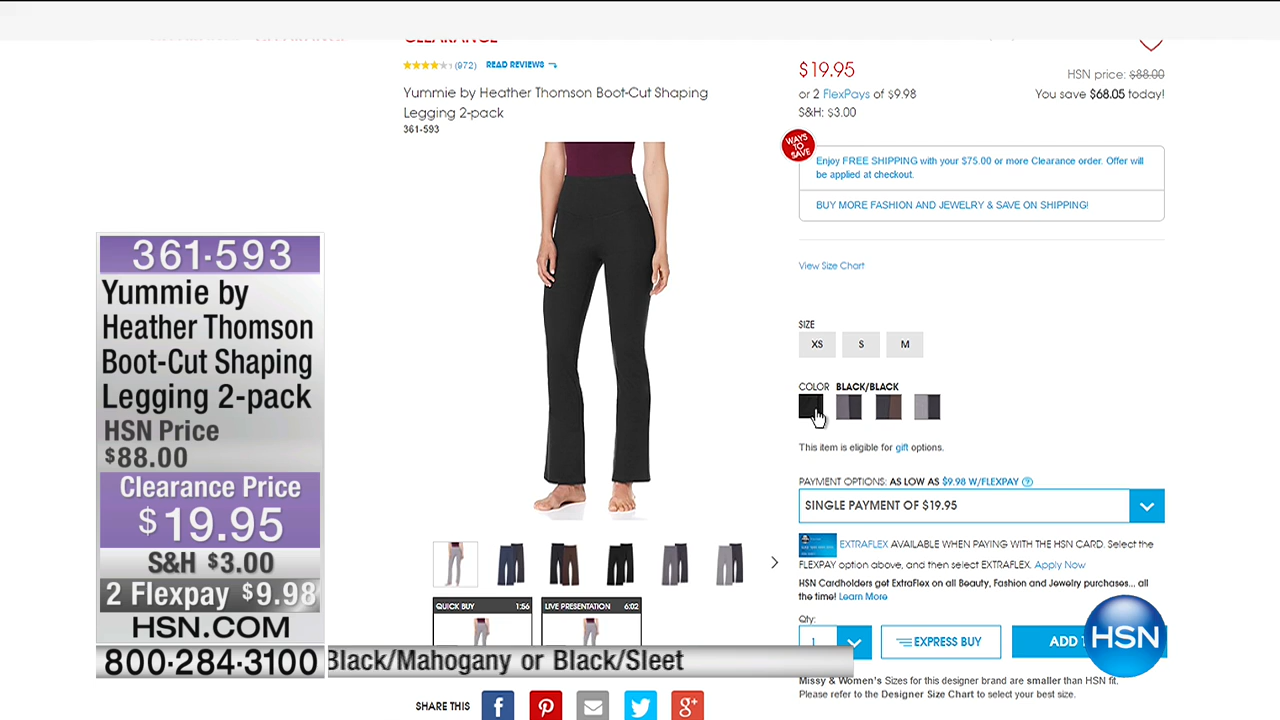 CLEARANCE
(972) READ REVIEWS
Yummie by Heather Thomson Boot-Cut Shaping
Legging 2-pack
361-593
$19.95
HSN price: $88.00
or 2 FlexPays of $9.98
You save $68.05 today!
S&H: $3.00
WAYS
TO
SAVE
Enjoy FREE SHIPPING with your $75.00 or more Clearance order. Offer will
be applied at checkout.
BUY MORE FASHION AND JEWELRY & SAVE ON SHIPPING!
View Size Chart
SIZE
XS S M
COLOR BLACK/BLACK
This item is eligible for gift options.
PAYMENT OPTIONS: AS LOW AS $9.98 W/FLEXPAY ?
SINGLE PAYMENT OF $19.95
EXTRAFLEX AVAILABLE WHEN PAYING WITH THE HSN CARD. Select the
FLEXPAY option above, and then select EXTRAFLEX. Apply Now
HSN Cardholders get ExtraFlex on all Beauty, Fashion and Jewelry purchases... all
the time! Learn More
Qty:
1
EXPRESS BUY
ADD
HSN
Missy & Women's Sizes for this designer brand are smaller than HSN fit.
Please refer to the Designer Size Chart to select your best size.
QUICK BUY 1:56
LIVE PRESENTATION 6:02
SHARE THIS
361-593
Yummie by
Heather Thomson
Boot-Cut Shaping
Legging 2-pack
HSN Price
$88.00
Clearance Price
$19.95
S&H $3.00
2 Flexpay $9.98
HSN.COM
800-284-3100
Black/Mahogany or Black/Sleet